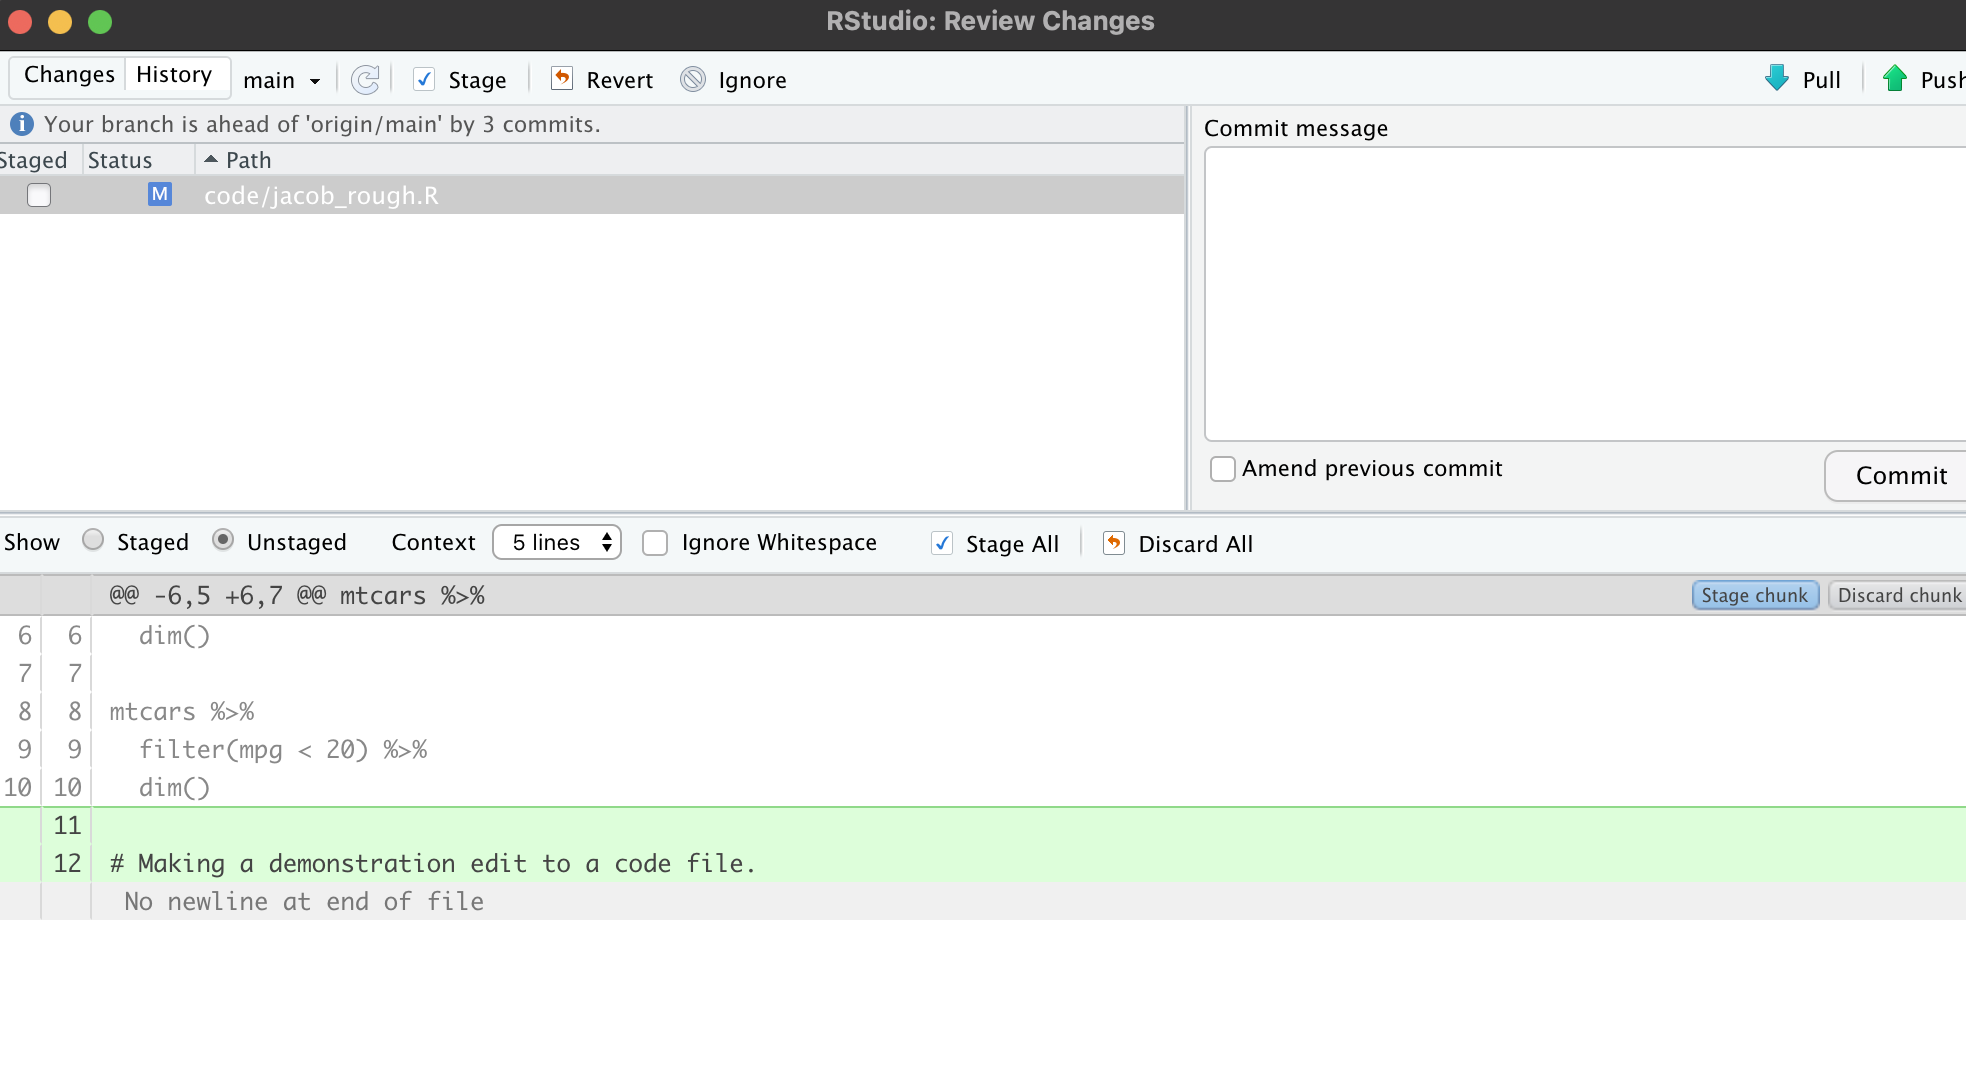 RStudio: Review Changes
Changes History main Stage Revert Ignore Pull Push
Your branch is ahead of 'origin/main' by 3 commits.
Staged Status Path
M code/jacob_rough.R
Commit message
Amend previous commit
Commit
Show Staged Unstaged Context 5 lines Ignore Whitespace Stage All Discard All
@@ -6,5 +6,7 @@ mtcars %>% Stage chunk Discard chunk
6 6 dim()
7 7
8 8 mtcars %>%
9 9 filter(mpg < 20) %>%
10 10 dim()
11
12 # Making a demonstration edit to a code file.
No newline at end of file